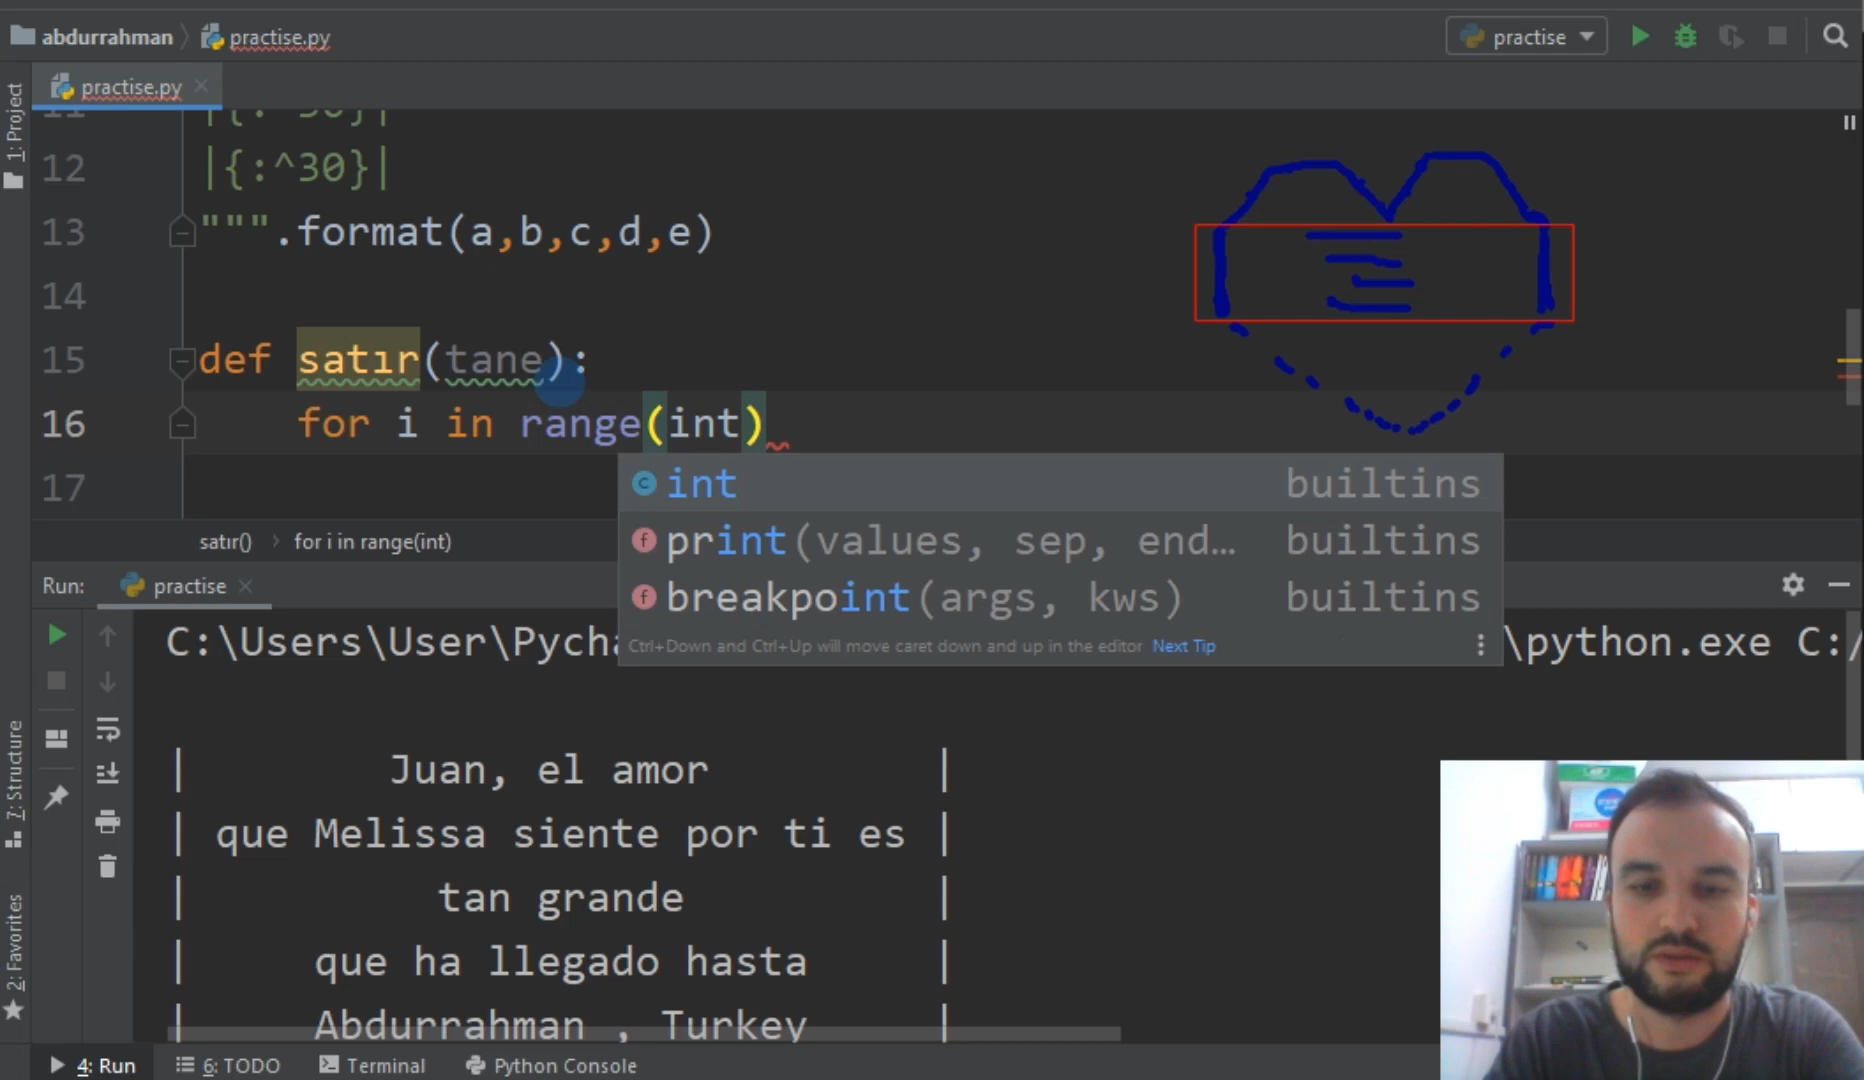 abdurrahman practise.py practise
practise.py
1: Project
11 |{:^30}|
12 |{:^30}|
13 """.format(a,b,c,d,e)
14
15 def satır(tane):
16 for i in range(int)
17
int builtins
print(values, sep, end... builtins
breakpoint(args, kws) builtins
Ctrl+Down and Ctrl+Up will move caret down and up in the editor Next Tip
satır() for i in range(int)
Run: practise
C:\Users\User\Pycha \python.exe C:/
| Juan, el amor |
| que Melissa siente por ti es |
| tan grande |
| que ha llegado hasta |
| Abdurrahman , Turkey |
7: Structure
2: Favorites
4: Run 6: TODO Terminal Python Console